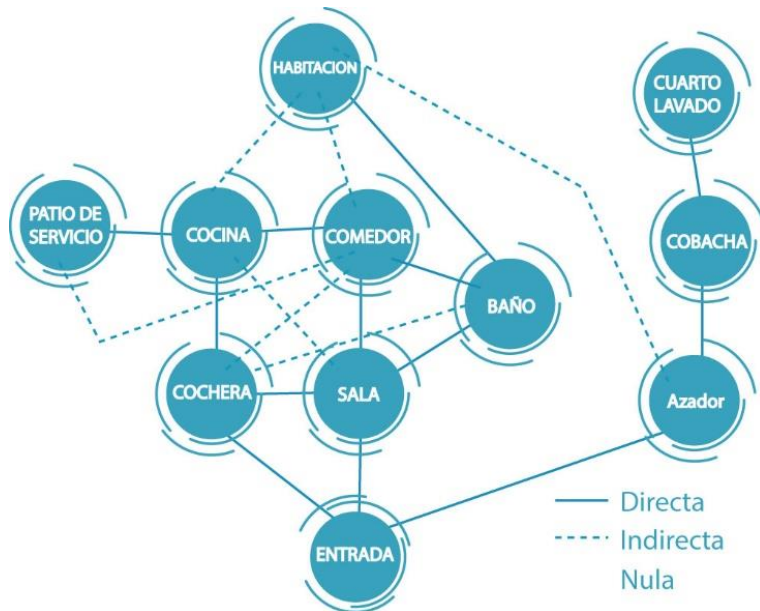 HABITACION
CUARTO
LAVADO
PATIO DE
SERVICIO
COCINA
COMEDOR
COBACHA
BAÑO
COCHERA
SALA
Azador
ENTRADA
Directa
Indirecta
Nula